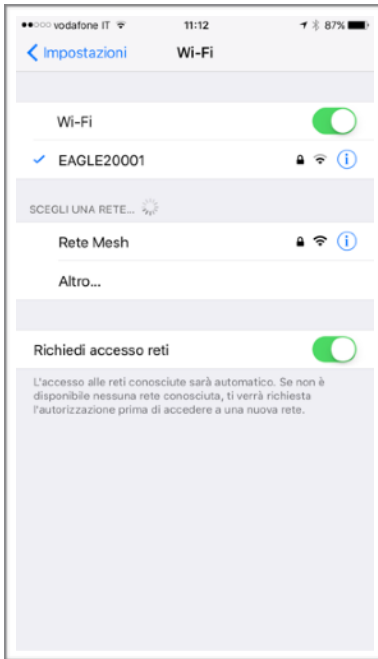 vodafone IT 11:12 87%
Impostazioni Wi-Fi
Wi-Fi
EAGLE20001
SCEGLI UNA RETE...
Rete Mesh
Altro...
Richiedi accesso reti
L'accesso alle reti conosciute sarà automatico. Se non è
disponibile nessuna rete conosciuta, ti verrà richiesta
l'autorizzazione prima di accedere a una nuova rete.